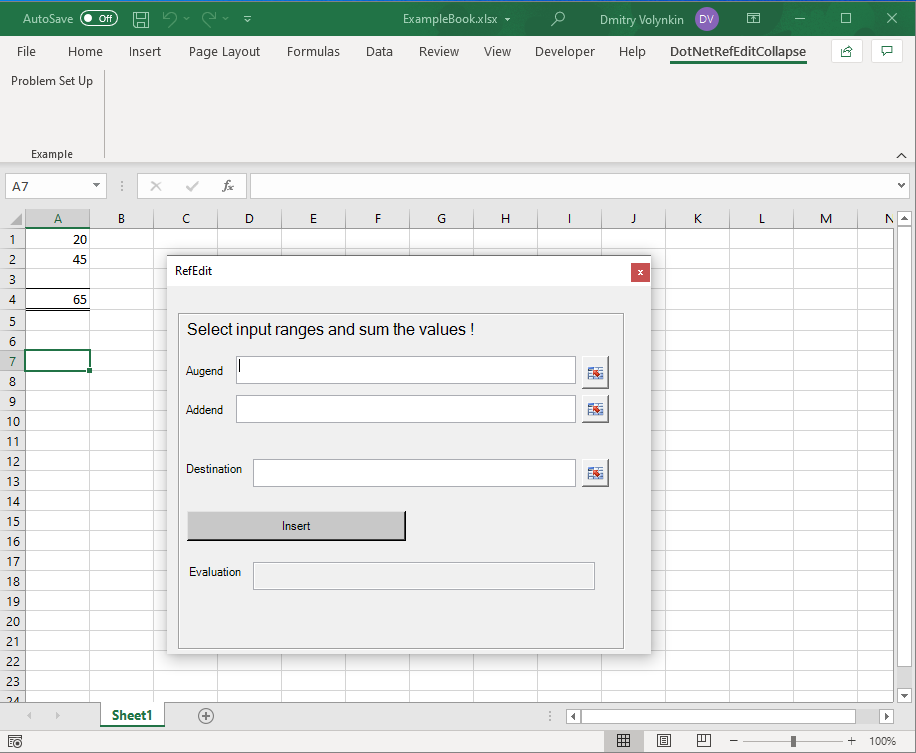 AutoSave Off ExampleBook.xlsx Dmitry Volynkin DV
File Home Insert Page Layout Formulas Data Review View Developer Help DotNetRefEditCollapse
Problem Set Up
Example
A7 fx
A B C D E F G H I J K L M N
1 20
2 45
3
4 65
5
6
7
8
9
10
11
12
13
14
15
16
17
18
19
20
21
22
23
24
RefEdit x
Select input ranges and sum the values !
Augend
Addend
Destination
Insert
Evaluation
Sheet1
100%